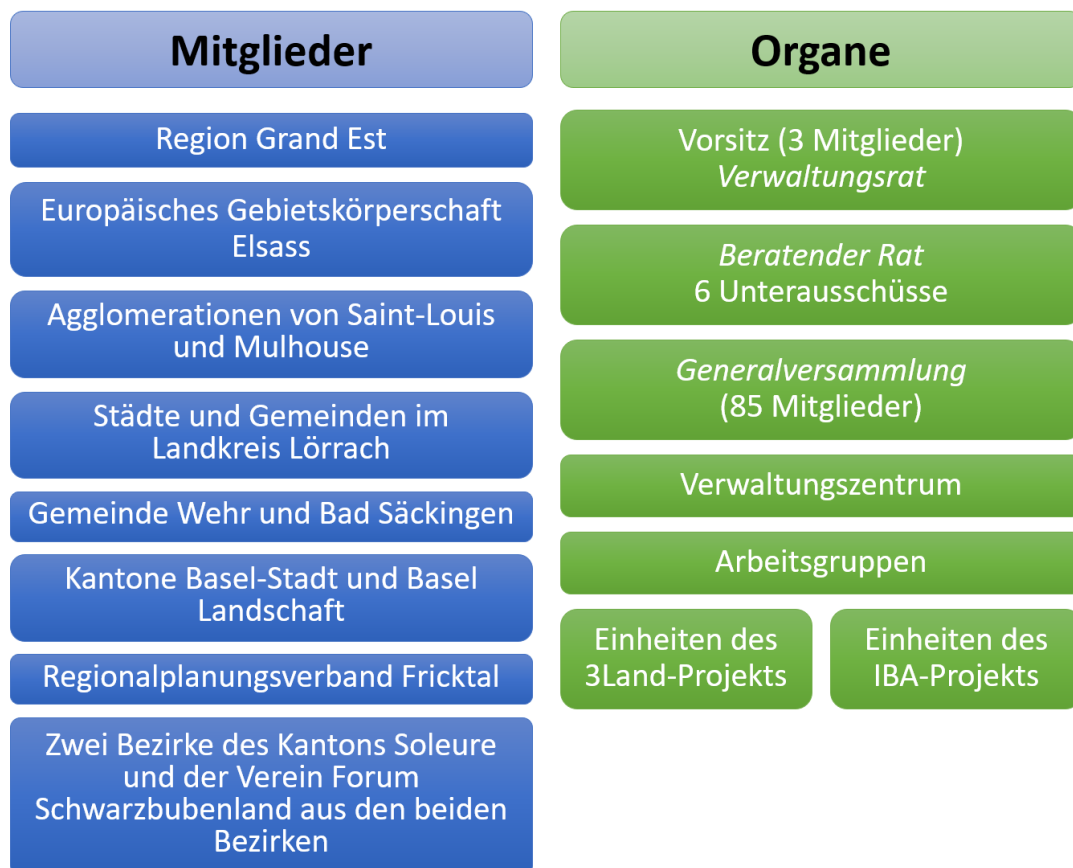 Mitglieder
Region Grand Est
Europäisches Gebietskörperschaft
Elsass
Agglomerationen von Saint-Louis
und Mulhouse
Städte und Gemeinden im
Landkreis Lörrach
Gemeinde Wehr und Bad Säckingen
Kantone Basel-Stadt und Basel
Landschaft
Regionalplanungsverband Fricktal
Zwei Bezirke des Kantons Soleure
und der Verein Forum
Schwarzbubenland aus den beiden
Bezirken
Organe
Vorsitz (3 Mitglieder)
Verwaltungsrat
Beratender Rat
6 Unterausschüsse
Generalversammlung
(85 Mitglieder)
Verwaltungszentrum
Arbeitsgruppen
Einheiten des
3Land-Projekts
Einheiten des
IBA-Projekts